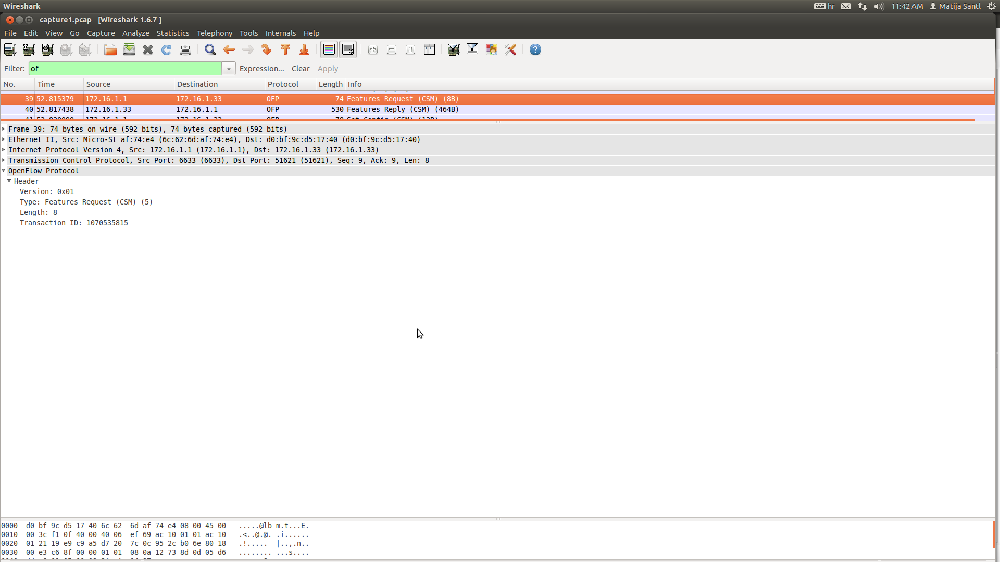 Wireshark
hr 11:42 AM Matija Santl
capture1.pcap [Wireshark 1.6.7 ]
File Edit View Go Capture Analyze Statistics Telephony Tools Internals Help
Filter: of Expression... Clear Apply
No. Time Source Destination Protocol Length Info
39 52.815379 172.16.1.1 172.16.1.33 OFP 74 Features Request (CSM) (8B)
40 52.817438 172.16.1.33 172.16.1.1 OFP 530 Features Reply (CSM) (464B)
Frame 39: 74 bytes on wire (592 bits), 74 bytes captured (592 bits)
Ethernet II, Src: Micro-St_af:74:e4 (6c:62:6d:af:74:e4), Dst: d0:bf:9c:d5:17:40 (d0:bf:9c:d5:17:40)
Internet Protocol Version 4, Src: 172.16.1.1 (172.16.1.1), Dst: 172.16.1.33 (172.16.1.33)
Transmission Control Protocol, Src Port: 6633 (6633), Dst Port: 51621 (51621), Seq: 9, Ack: 9, Len: 8
OpenFlow Protocol
Header
Version: 0x01
Type: Features Request (CSM) (5)
Length: 8
Transaction ID: 1070535815
0000 d0 bf 9c d5 17 40 6c 62 6d af 74 e4 08 00 45 00 .....@lb m.t...E.
0010 00 3c f1 0f 40 00 40 06 ef 69 ac 10 01 01 ac 10 .<..@.@. .i......
0020 01 21 19 e9 c9 a5 d7 20 7c 0c 95 2c b0 6e 80 18 .!..... |..,.n..
0030 00 e3 c6 8f 00 00 01 01 08 0a 12 73 8d 0d 05 d6 ........ ...s....